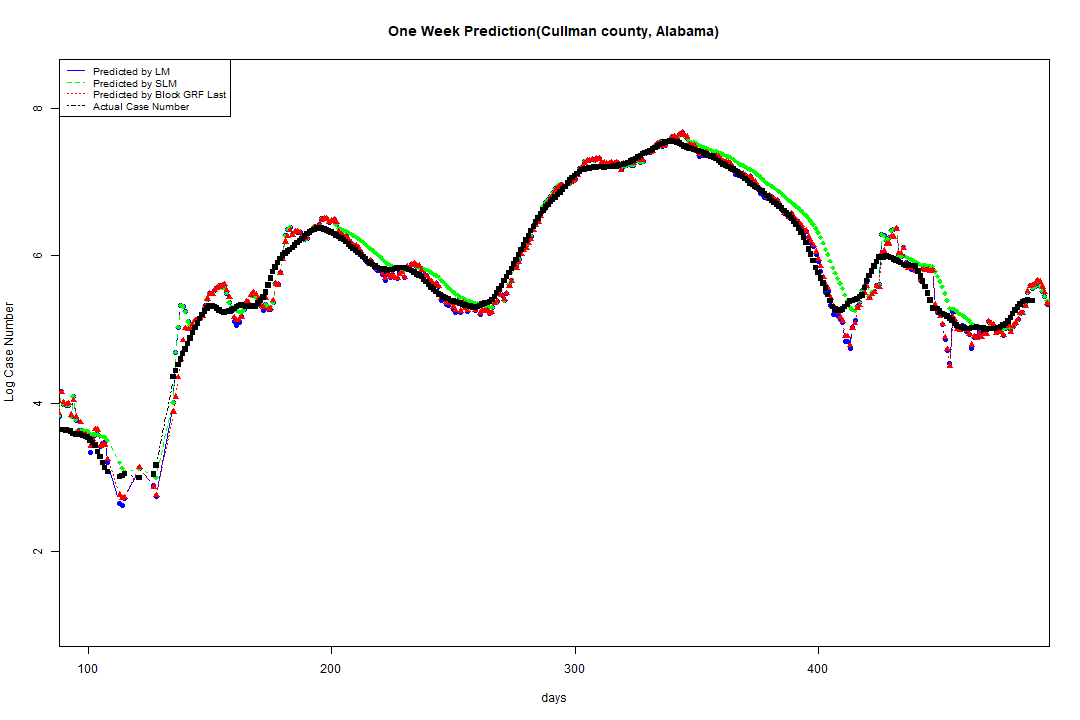 One Week Prediction(Cullman county, Alabama)
Predicted by LM
Predicted by SLM
Predicted by Block GRF Last
Actual Case Number
8
6
4
2
Log Case Number
100 200 300 400
days